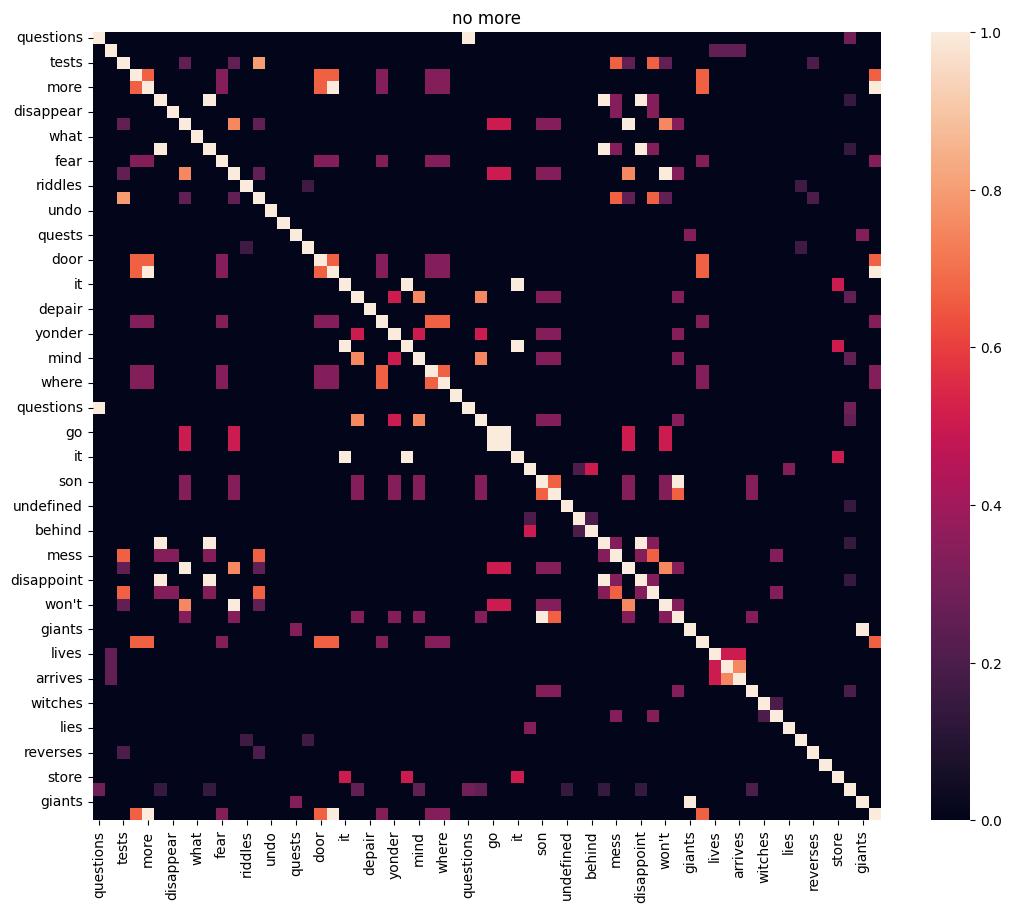 no more
questions
tests
more
disappear
what
fear
riddles
undo
quests
door
it
depair
yonder
mind
where
questions
go
it
son
undefined
behind
mess
disappoint
won't
giants
lives
arrives
witches
lies
reverses
store
giants
1.0
0.8
0.6
0.4
0.2
0.0
questions
tests
more
disappear
what
fear
riddles
undo
quests
door
it
depair
yonder
mind
where
questions
go
it
son
undefined
behind
mess
disappoint
won't
giants
lives
arrives
witches
lies
reverses
store
giants